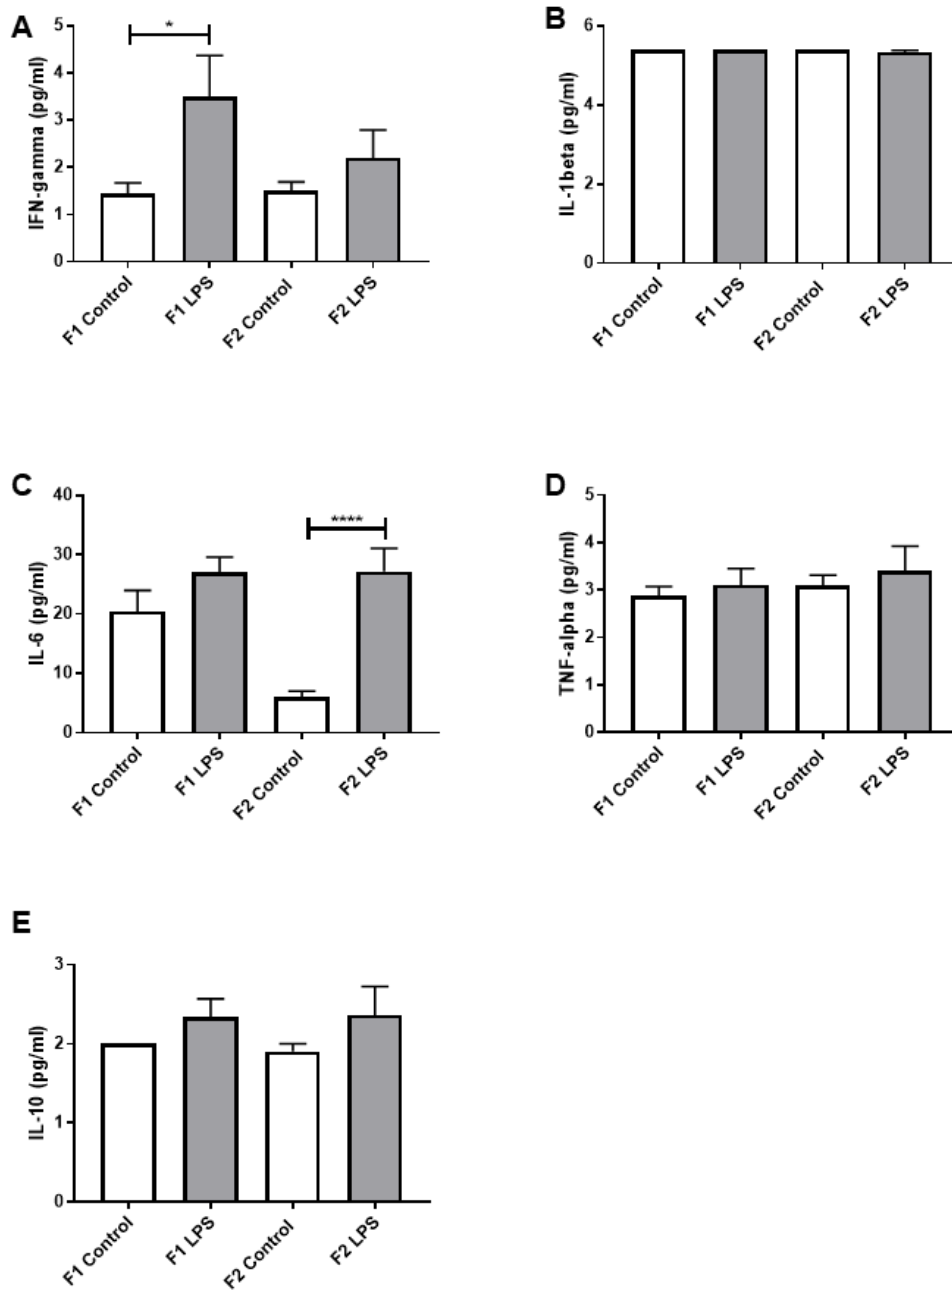 A
IFN-gamma (pg/ml)
5
4
3
2
1
0
*
F1 Control
F1 LPS
F2 Control
F2 LPS
B
IL-1beta (pg/ml)
6
4
2
0
F1 Control
F1 LPS
F2 Control
F2 LPS
C
IL-6 (pg/ml)
40
30
20
10
0
****
F1 Control
F1 LPS
F2 Control
F2 LPS
D
TNF-alpha (pg/ml)
5
4
3
2
1
0
F1 Control
F1 LPS
F2 Control
F2 LPS
E
IL-10 (pg/ml)
3
2
1
0
F1 Control
F1 LPS
F2 Control
F2 LPS